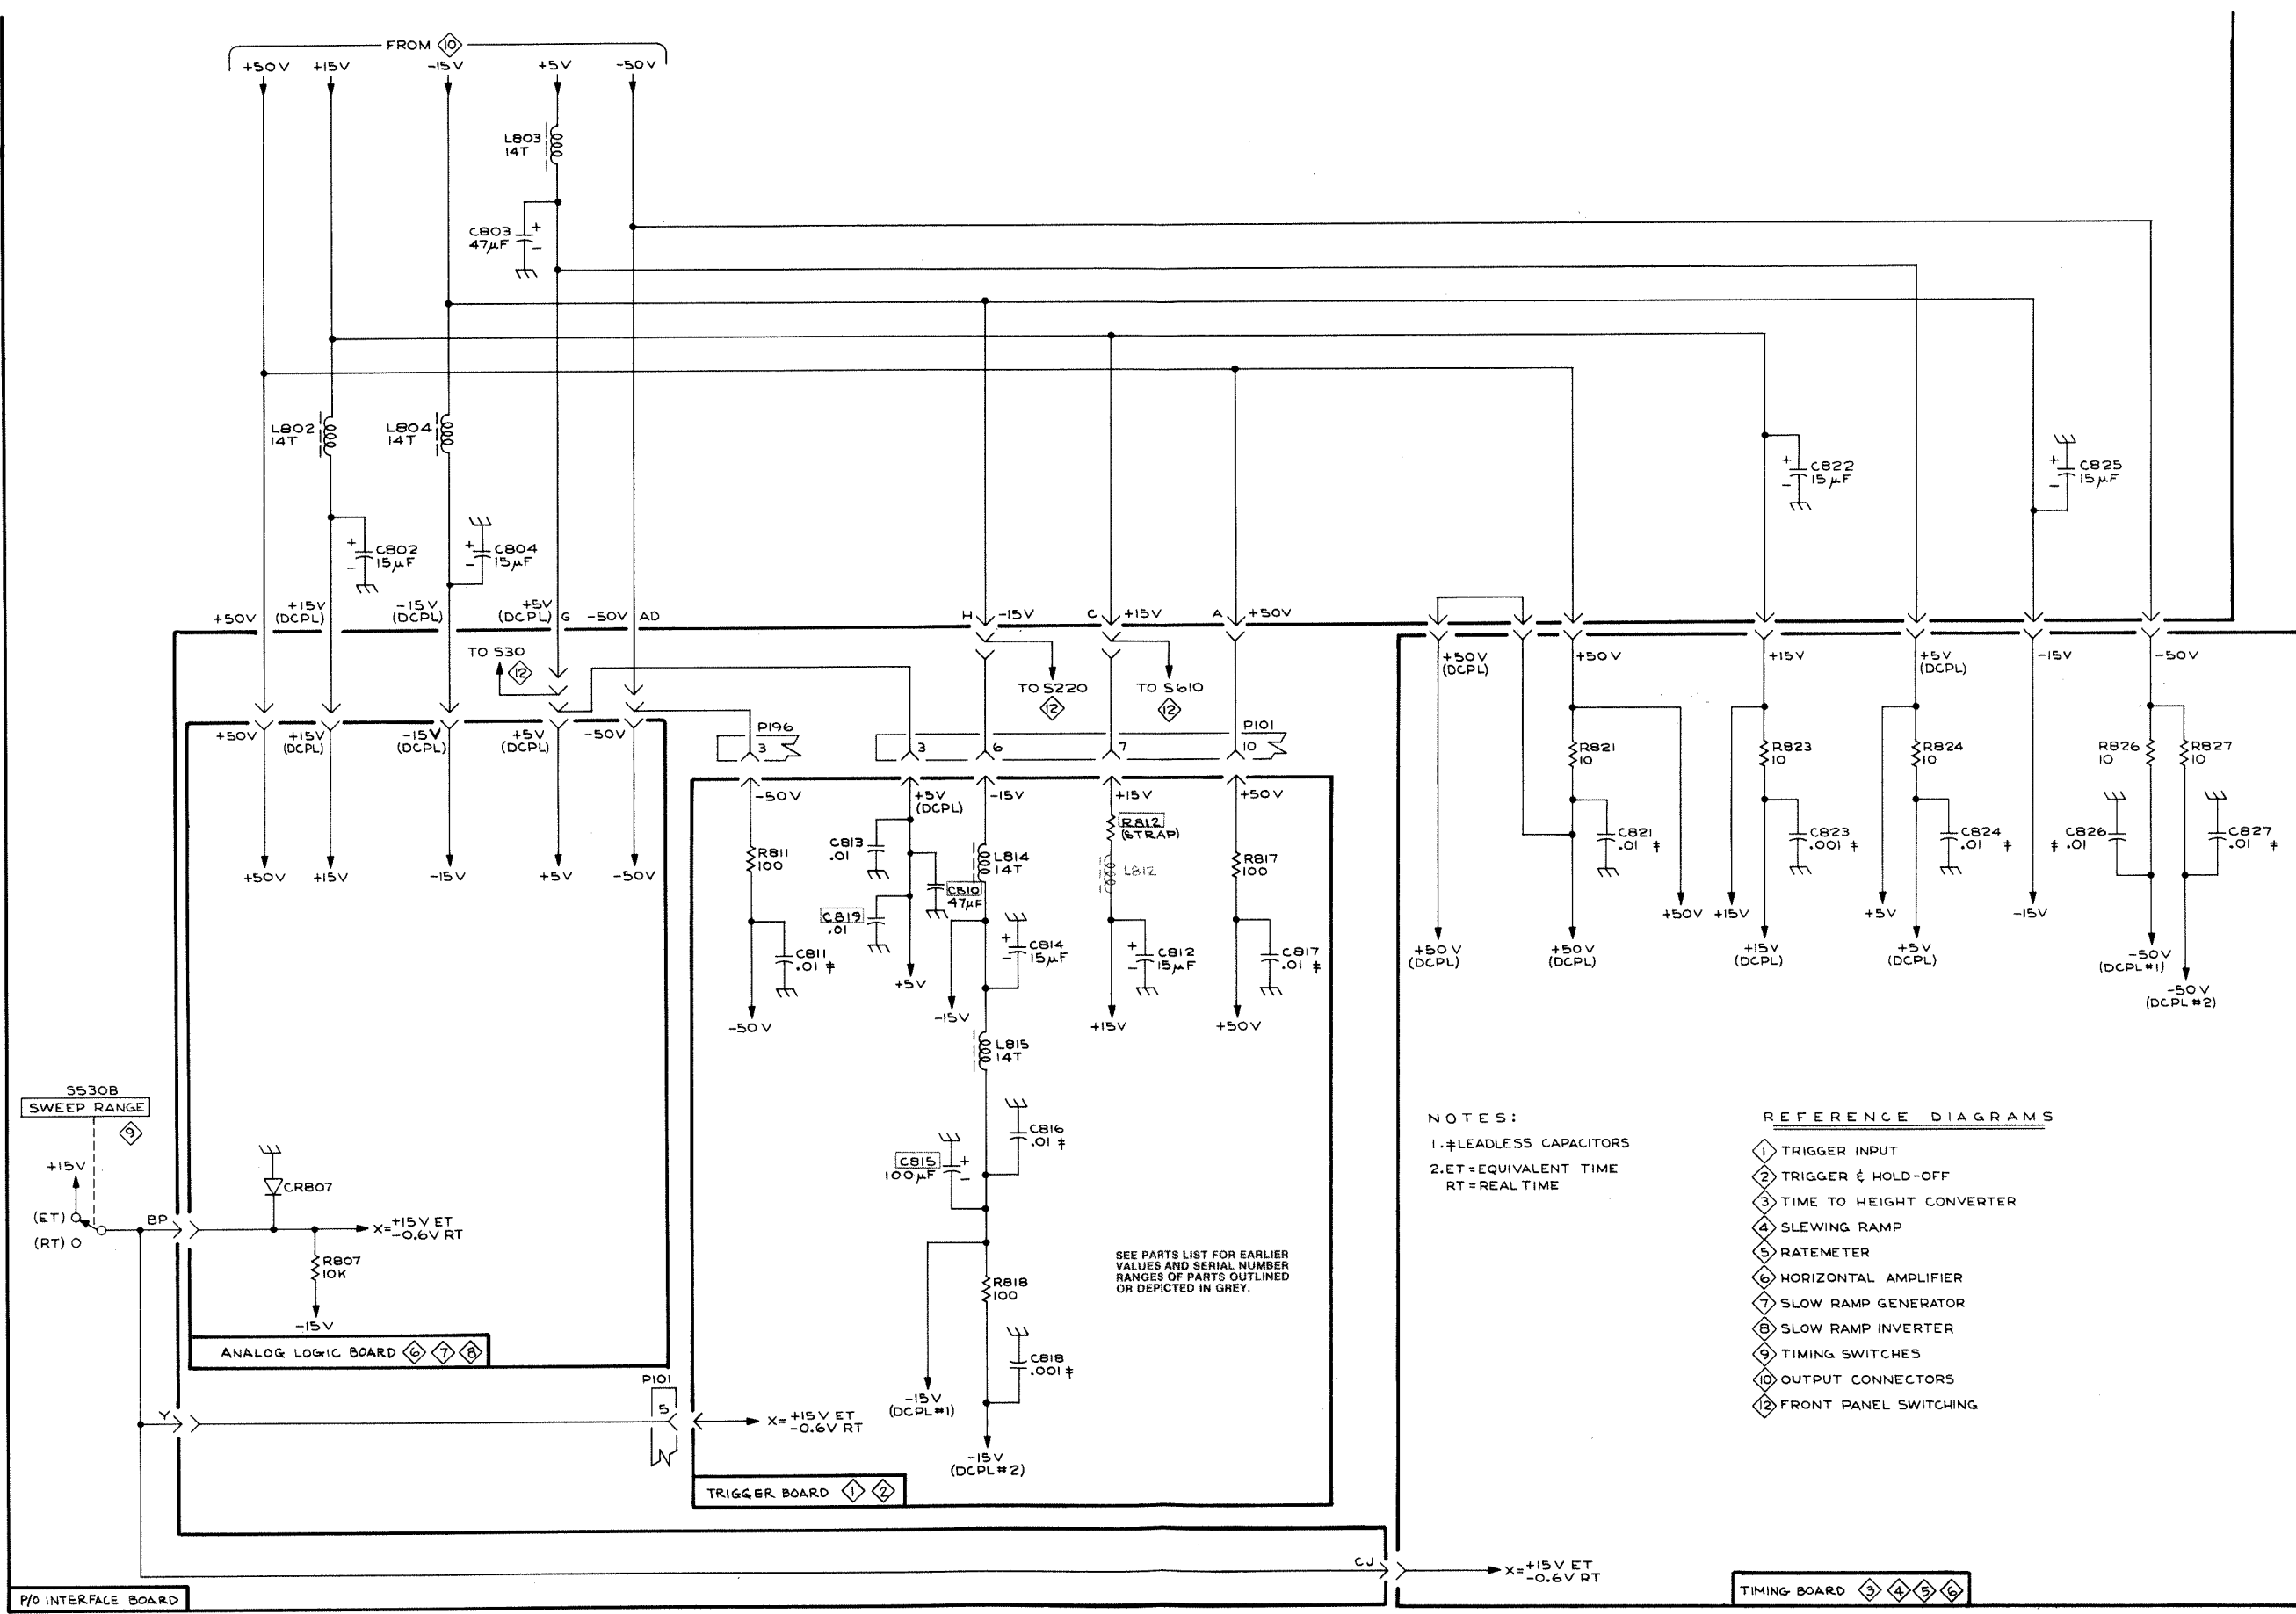 FROM 10
+50V +15V -15V +5V -50V
L803
14T
C803
47µF
+
-
L802
14T
L804
14T
+
C802
15µF
-
+
C804
15µF
-
+
C822
15µF
-
+
C825
15µF
-
+50V
+15V
(DCPL)
-15V
(DCPL)
+5V
(DCPL)
G
-50V
AD
H
-15V
C
+15V
A
+50V
TO S30
12
TO S220
12
TO S610
12
+50V
+15V
(DCPL)
-15V
(DCPL)
+5V
(DCPL)
-50V
P196
3
3
6
7
P101
10
+50V
(DCPL)
+50V
+15V
+5V
(DCPL)
-15V
-50V
-50V
+5V
(DCPL)
-15V
+15V
+50V
R821
10
R823
10
R824
10
R826
10
R827
10
C821
.01 ‡
C823
.001 ‡
C824
.01 ‡
C826
‡ .01
C827
.01 ‡
+50V
+15V
-15V
+5V
-50V
R811
100
C813
.01
C810
47µF
C819
.01
L814
14T
R812
(STRAP)
L812
R817
100
C811
.01 ‡
+
C814
15µF
-
+
C812
15µF
-
C817
.01 ‡
-50V
+5V
-15V
+15V
+50V
+50V
(DCPL)
+50V
(DCPL)
+50V
+15V
+15V
(DCPL)
+5V
+5V
(DCPL)
-15V
-50V
(DCPL#1)
-50V
(DCPL#2)
L815
14T
C816
.01 ‡
C815
100µF
+
-
R818
100
C818
.001 ‡
-15V
(DCPL#1)
-15V
(DCPL#2)
S530B
SWEEP RANGE
9
+15V
(ET)
(RT)
BP
CR807
X= +15V ET
-0.6V RT
R807
10K
-15V
ANALOG LOGIC BOARD 6 7 8
Y
P101
5
X= +15V ET
-0.6V RT
TRIGGER BOARD 1 2
SEE PARTS LIST FOR EARLIER
VALUES AND SERIAL NUMBER
RANGES OF PARTS OUTLINED
OR DEPICTED IN GREY.
NOTES:
1. ‡ LEADLESS CAPACITORS
2. ET = EQUIVALENT TIME
RT = REAL TIME
REFERENCE DIAGRAMS
1 TRIGGER INPUT
2 TRIGGER & HOLD-OFF
3 TIME TO HEIGHT CONVERTER
4 SLEWING RAMP
5 RATEMETER
6 HORIZONTAL AMPLIFIER
7 SLOW RAMP GENERATOR
8 SLOW RAMP INVERTER
9 TIMING SWITCHES
10 OUTPUT CONNECTORS
12 FRONT PANEL SWITCHING
CJ
X= +15V ET
-0.6V RT
P/O INTERFACE BOARD
TIMING BOARD 3 4 5 6